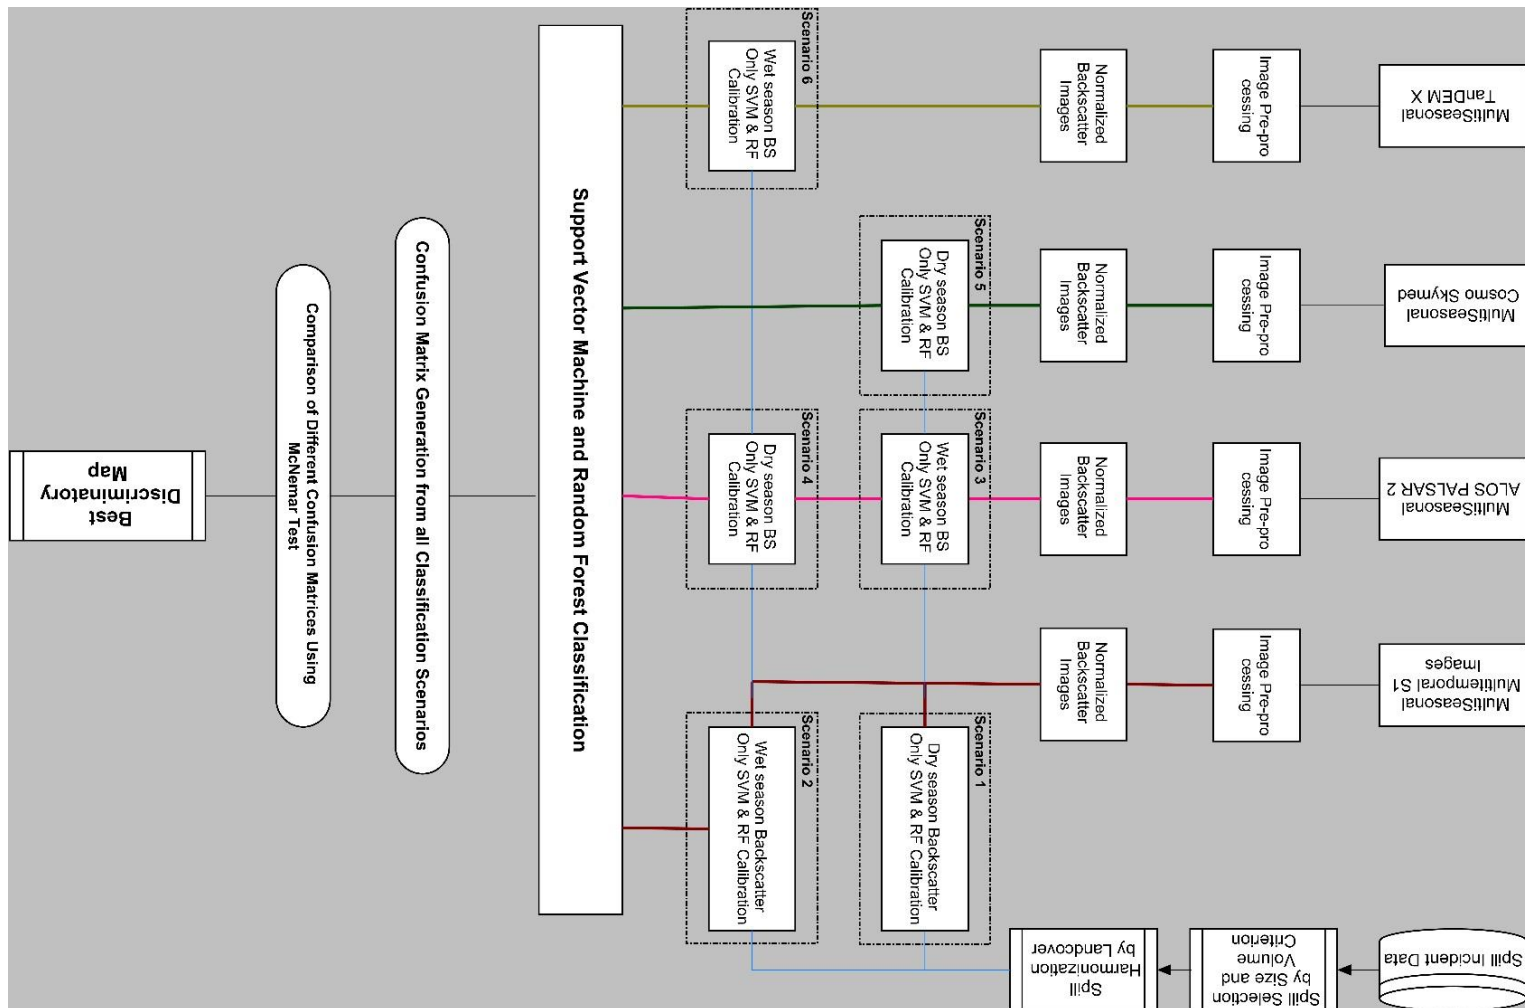 MultiSeasonal
TanDEM X
Image Pre-pro
cessing
Normalized
Backscatter
Images
Scenario 6
Wet season BS
Only SVM & RF
Calibration
MultiSeasonal
Cosmo Skymed
Image Pre-pro
cessing
Normalized
Backscatter
Images
Scenario 5
Dry season BS
Only SVM & RF
Calibration
MultiSeasonal
ALOS PALSAR 2
Image Pre-pro
cessing
Normalized
Backscatter
Images
Scenario 3
Wet season BS
Only SVM & RF
Calibration
Scenario 4
Dry season BS
Only SVM & RF
Calibration
MultiSeasonal
Multitemporal S1
Images
Image Pre-pro
cessing
Normalized
Backscatter
Images
Scenario 1
Dry season Backscatter
Only SVM & RF Calibration
Scenario 2
Wet season Backscatter
Only SVM & RF Calibration
Spill Incident Data
Spill Selection
by Size and
Volume
Criterion
Spill
Harmonization
by Landcover
Support Vector Machine and Random Forest Classification
Confusion Matrix Generation from all Classification Scenarios
Comparison of Different Confusion Matrices Using
McNemar Test
Best
Discriminatory
Map